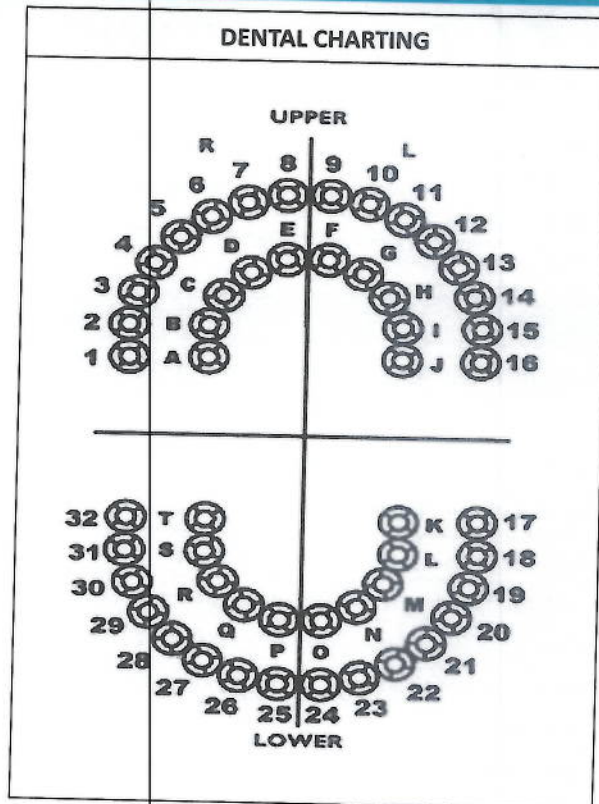 DENTAL CHARTING
UPPER
R L
8 9
7 10
6 11
5 12
4 13
3 14
2 15
1 16
E F
D G
C H
B I
A J
32 T K 17
31 S L 18
30 R M 19
29 Q N 20
28 P O 21
27 22
26 25 24 23
LOWER